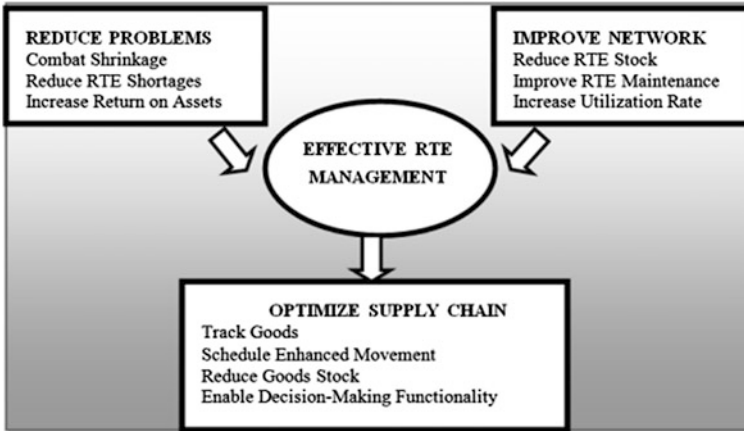 REDUCE PROBLEMS
Combat Shrinkage
Reduce RTE Shortages
Increase Return on Assets
IMPROVE NETWORK
Reduce RTE Stock
Improve RTE Maintenance
Increase Utilization Rate
EFFECTIVE RTE
MANAGEMENT
OPTIMIZE SUPPLY CHAIN
Track Goods
Schedule Enhanced Movement
Reduce Goods Stock
Enable Decision-Making Functionality